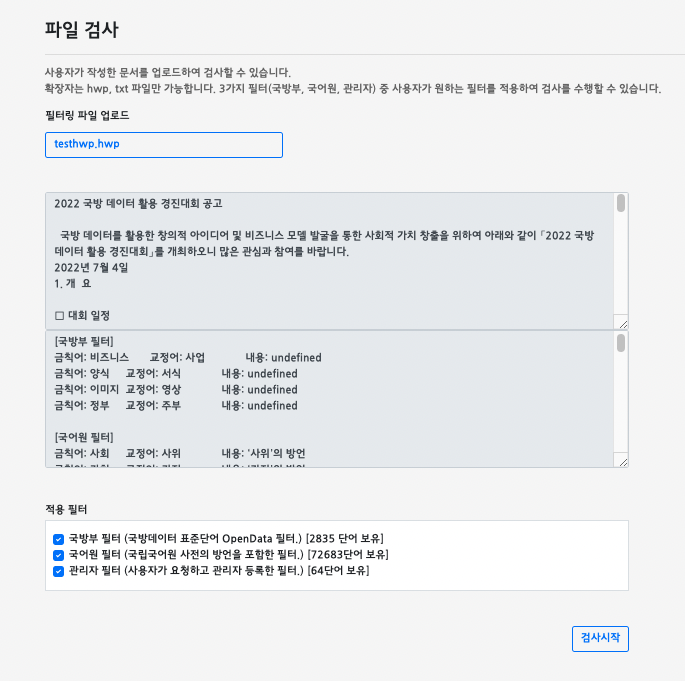 파일 검사
사용자가 작성한 문서를 업로드하여 검사할 수 있습니다.
확장자는 hwp, txt 파일만 가능합니다. 3가지 필터(국방부, 국어원, 관리자) 중 사용자가 원하는 필터를 적용하여 검사를 수행할 수 있습니다.
필터링 파일 업로드
testhwp.hwp
2022 국방 데이터 활용 경진대회 공고
국방 데이터를 활용한 창의적 아이디어 및 비즈니스 모델 발굴을 통한 사회적 가치 창출을 위하여 아래와 같이 「2022 국방
데이터 활용 경진대회」를 개최하오니 많은 관심과 참여를 바랍니다.
2022년 7월 4일
1. 개  요
□ 대회 일정
[국방부 필터]
금칙어: 비즈니스 교정어: 사업 내용: undefined
금칙어: 양식 교정어: 서식 내용: undefined
금칙어: 이미지 교정어: 영상 내용: undefined
금칙어: 정부 교정어: 주부 내용: undefined
[국어원 필터]
금칙어: 사회 교정어: 사위 내용: '사위'의 방언
적용 필터
국방부 필터 (국방데이터 표준단어 OpenData 필터.) [2835 단어 보유]
국어원 필터 (국립국어원 사전의 방언을 포함한 필터.) [72683단어 보유]
관리자 필터 (사용자가 요청하고 관리자 등록한 필터.) [64단어 보유]
검사시작